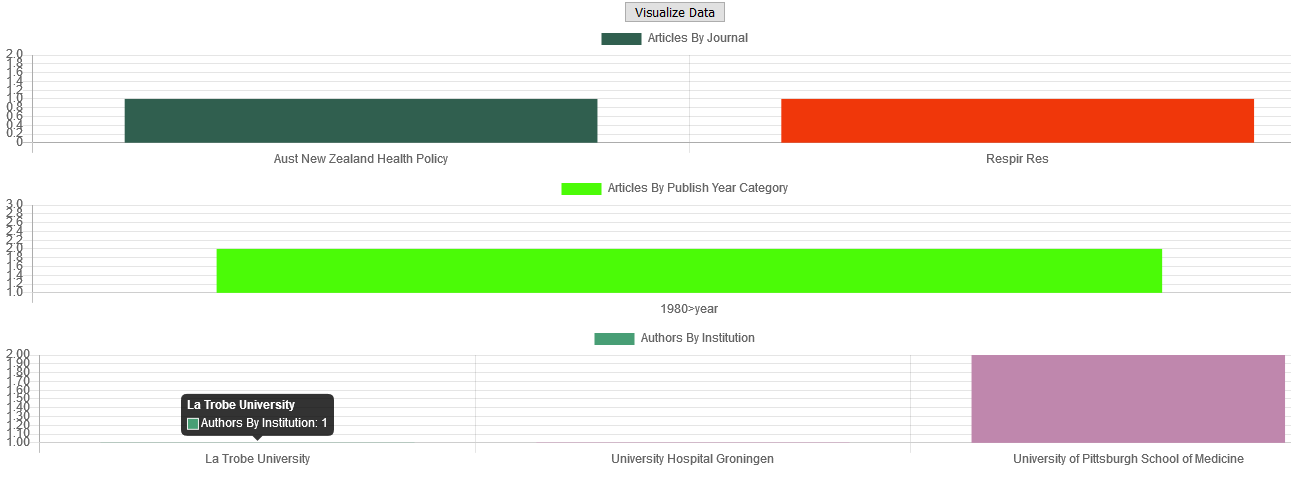 Visualize Data
Articles By Journal
2.0
1.8
1.6
1.4
1.2
1.0
0.8
0.6
0.4
0.2
0
Aust New Zealand Health Policy
Respir Res
Articles By Publish Year Category
3.0
2.8
2.6
2.4
2.2
2.0
1.8
1.6
1.4
1.2
1.0
1980>year
Authors By Institution
2.00
1.90
1.80
1.70
1.60
1.50
1.40
1.30
1.20
1.10
1.00
La Trobe University
Authors By Institution: 1
La Trobe University
University Hospital Groningen
University of Pittsburgh School of Medicine